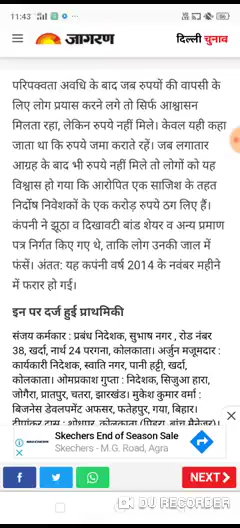 11:43
जागरण
दिल्ली चुनाव
परिपक्वता अवधि के बाद जब रुपयों की वापसी के
लिए लोग प्रयास करने लगे तो सिर्फ आश्वासन
मिलता रहा, लेकिन रुपये नहीं मिले। केवल यही कहा
जाता था कि रुपये जमा कराते रहें। जब लगातार
आग्रह के बाद भी रुपये नहीं मिले तो लोगों को यह
विश्वास हो गया कि आरोपित एक साजिश के तहत
निर्दोष निवेशकों के एक करोड़ रुपये ठग लिए हैं।
कंपनी ने झूठा व दिखावटी बांड शेयर व अन्य प्रमाण
पत्र निर्गत किए गए थे, ताकि लोग उनकी जाल में
फंसें। अंतत: यह कपंनी वर्ष 2014 के नवंबर महीने
में फरार हो गई।
इन पर दर्ज हुई प्राथमिकी
संजय कर्मकार : प्रबंध निदेशक, सुभाष नगर , रोड नंबर
38, खर्दा, नार्थ 24 परगना, कोलकाता। अर्जुन मजूमदार :
कार्यकारी निदेशक, स्वाति नगर, पानी हट्टी, खर्दा,
कोलकाता। ओमप्रकाश गुप्ता : निदेशक, सिजुआ हारा,
जोगैरा, प्रातपुर, चतरा, झारखंड। मुकेश कुमार वर्मा :
बिजनेस डेवलपमेंट अफसर, फतेहपुर, गया, बिहार।
Skechers End of Season Sale
Skechers - M.G. Road, Agra
NEXT
DU RECORDER